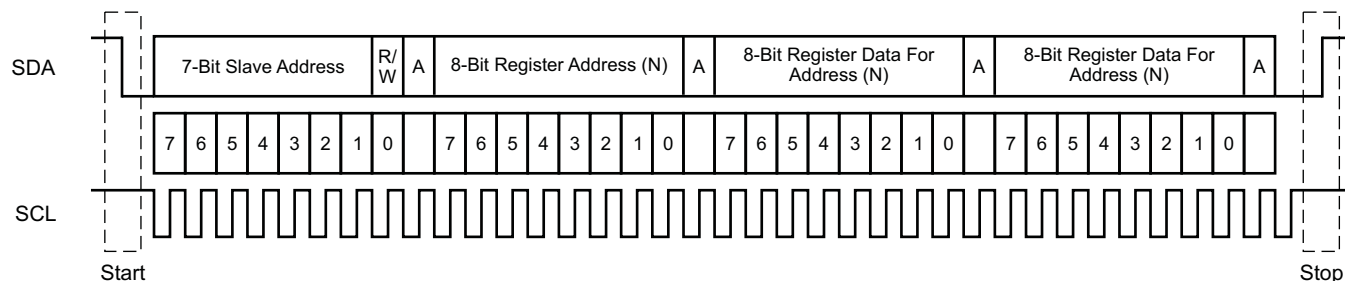 SDA
7-Bit Slave Address
R/
W
A
8-Bit Register Address (N)
A
8-Bit Register Data For
Address (N)
A
8-Bit Register Data For
Address (N)
A
7 6 5 4 3 2 1 0 7 6 5 4 3 2 1 0 7 6 5 4 3 2 1 0 7 6 5 4 3 2 1 0
SCL
Start
Stop